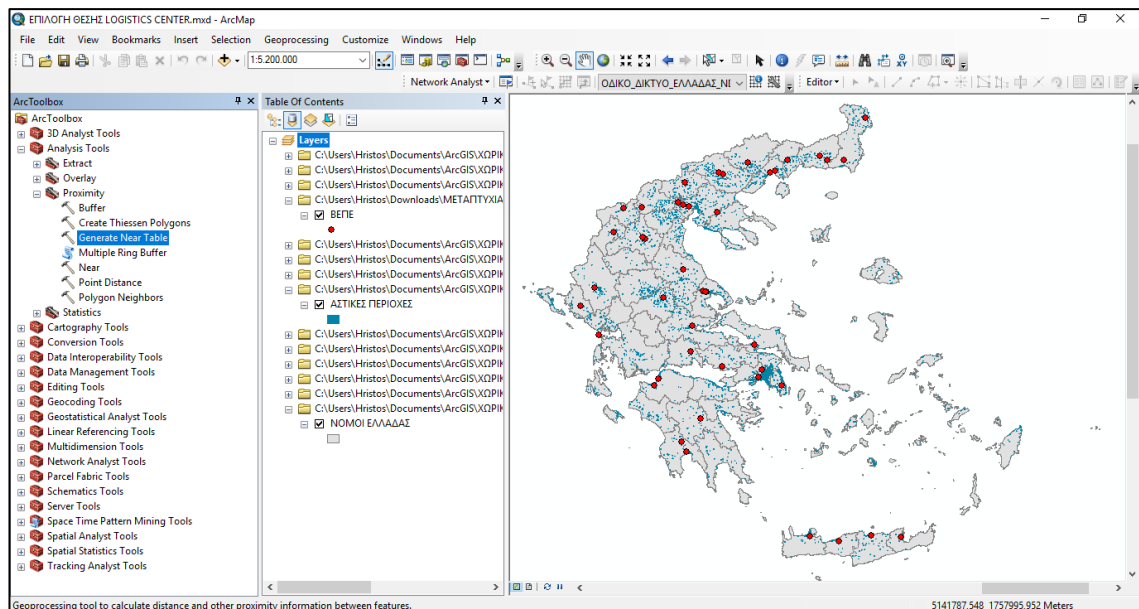 ΕΠΙΛΟΓΗ ΘΕΣΗΣ LOGISTICS CENTER.mxd - ArcMap
File Edit View Bookmarks Insert Selection Geoprocessing Customize Windows Help
1:5.200.000
Network Analyst ΟΔΙΚΟ_ΔΙΚΤΥΟ_ΕΛΛΑΔΑΣ_ΝΙ Editor
ArcToolbox
ArcToolbox
3D Analyst Tools
Analysis Tools
Extract
Overlay
Proximity
Buffer
Create Thiessen Polygons
Generate Near Table
Multiple Ring Buffer
Near
Point Distance
Polygon Neighbors
Statistics
Cartography Tools
Conversion Tools
Data Interoperability Tools
Data Management Tools
Editing Tools
Geocoding Tools
Geostatistical Analyst Tools
Linear Referencing Tools
Multidimension Tools
Network Analyst Tools
Parcel Fabric Tools
Schematics Tools
Server Tools
Space Time Pattern Mining Tools
Spatial Analyst Tools
Spatial Statistics Tools
Tracking Analyst Tools
Table Of Contents
Layers
C:\Users\Hristos\Documents\ArcGIS\ΧΩΡΙΚ
C:\Users\Hristos\Documents\ArcGIS\ΧΩΡΙΚ
C:\Users\Hristos\Documents\ArcGIS\ΧΩΡΙΚ
C:\Users\Hristos\Downloads\ΜΕΤΑΠΤΥΧΙΑ
ΒΕΠΕ
C:\Users\Hristos\Documents\ArcGIS\ΧΩΡΙΚ
C:\Users\Hristos\Documents\ArcGIS\ΧΩΡΙΚ
C:\Users\Hristos\Documents\ArcGIS\ΧΩΡΙΚ
C:\Users\Hristos\Documents\ArcGIS\ΧΩΡΙΚ
ΑΣΤΙΚΕΣ ΠΕΡΙΟΧΕΣ
C:\Users\Hristos\Documents\ArcGIS\ΧΩΡΙΚ
C:\Users\Hristos\Documents\ArcGIS\ΧΩΡΙΚ
C:\Users\Hristos\Documents\ArcGIS\ΧΩΡΙΚ
C:\Users\Hristos\Documents\ArcGIS\ΧΩΡΙΚ
C:\Users\Hristos\Documents\ArcGIS\ΧΩΡΙΚ
C:\Users\Hristos\Documents\ArcGIS\ΧΩΡΙΚ
ΝΟΜΟΙ ΕΛΛΑΔΑΣ
Geoprocessing tool to calculate distance and other proximity information between features.
5141787.548 1757995.952 Meters